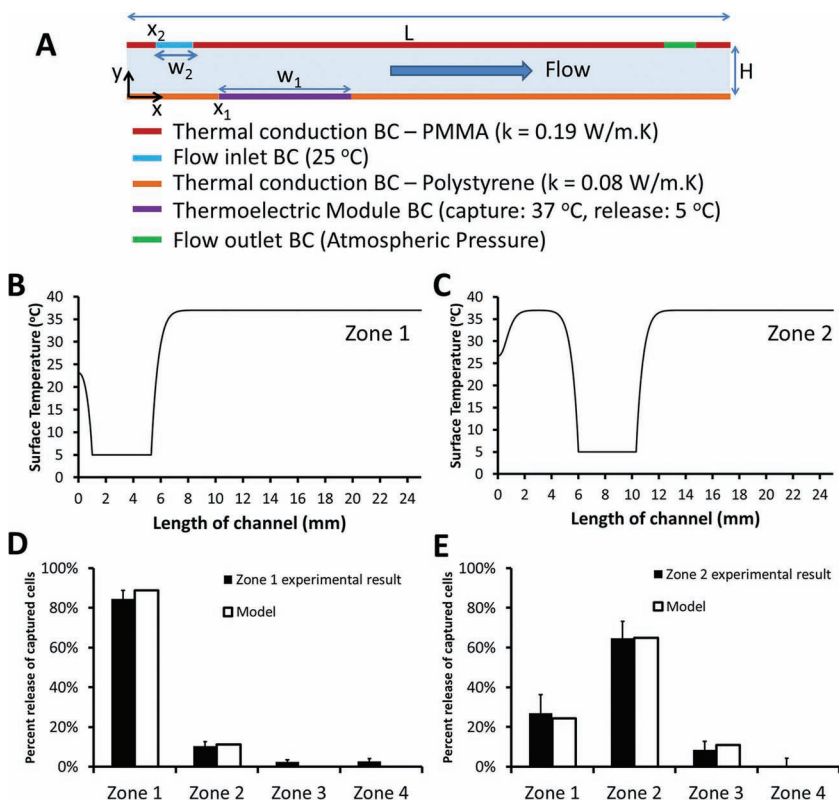 A
L
x2
w2
w1
Flow
H
y
x
x1
Thermal conduction BC – PMMA (k = 0.19 W/m.K)
Flow inlet BC (25 °C)
Thermal conduction BC – Polystyrene (k = 0.08 W/m.K)
Thermoelectric Module BC (capture: 37 °C, release: 5 °C)
Flow outlet BC (Atmospheric Pressure)
B
Surface Temperature (°C)
40
35
30
25
20
15
10
5
0
Zone 1
0 2 4 6 8 10 12 14 16 18 20 22 24
Length of channel (mm)
C
Surface Temperature (°C)
40
35
30
25
20
15
10
5
0
Zone 2
0 2 4 6 8 10 12 14 16 18 20 22 24
Length of channel (mm)
D
Percent release of captured cells
100%
80%
60%
40%
20%
0%
Zone 1 experimental result
Model
Zone 1 Zone 2 Zone 3 Zone 4
E
Percent release of captured cells
100%
80%
60%
40%
20%
0%
Zone 2 experimental result
Model
Zone 1 Zone 2 Zone 3 Zone 4